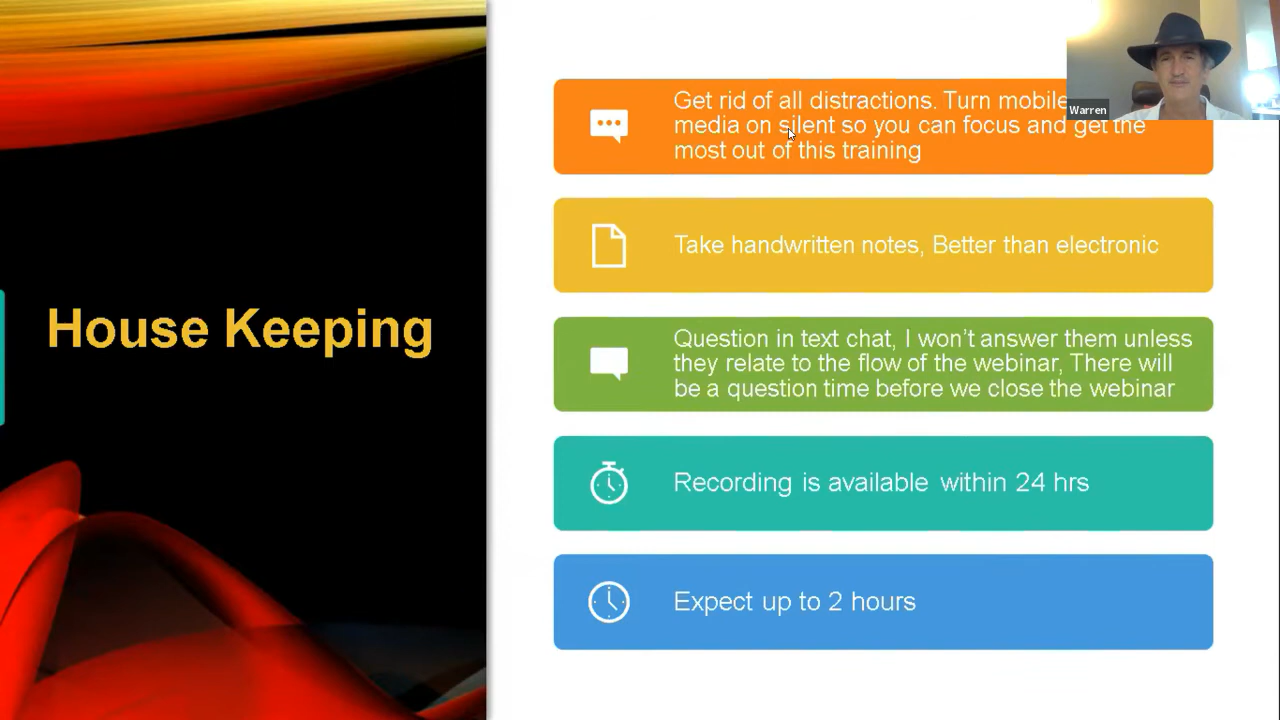 House Keeping
Get rid of all distractions. Turn mobile
media on silent so you can focus and get the
most out of this training
Take handwritten notes, Better than electronic
Question in text chat, I won't answer them unless
they relate to the flow of the webinar, There will
be a question time before we close the webinar
Recording is available within 24 hrs
Expect up to 2 hours
Warren